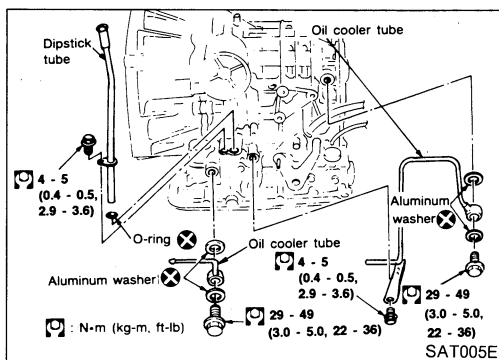 Oil cooler tube
Dipstick
tube
4 - 5
(0.4 - 0.5,
2.9 - 3.6)
O-ring
Aluminum
washer
Oil cooler tube
Aluminum washer
4 - 5
(0.4 - 0.5,
2.9 - 3.6)
29 - 49
(3.0 - 5.0,
22 - 36)
29 - 49
(3.0 - 5.0, 22 - 36)
: N•m (kg-m, ft-lb)
SAT005E